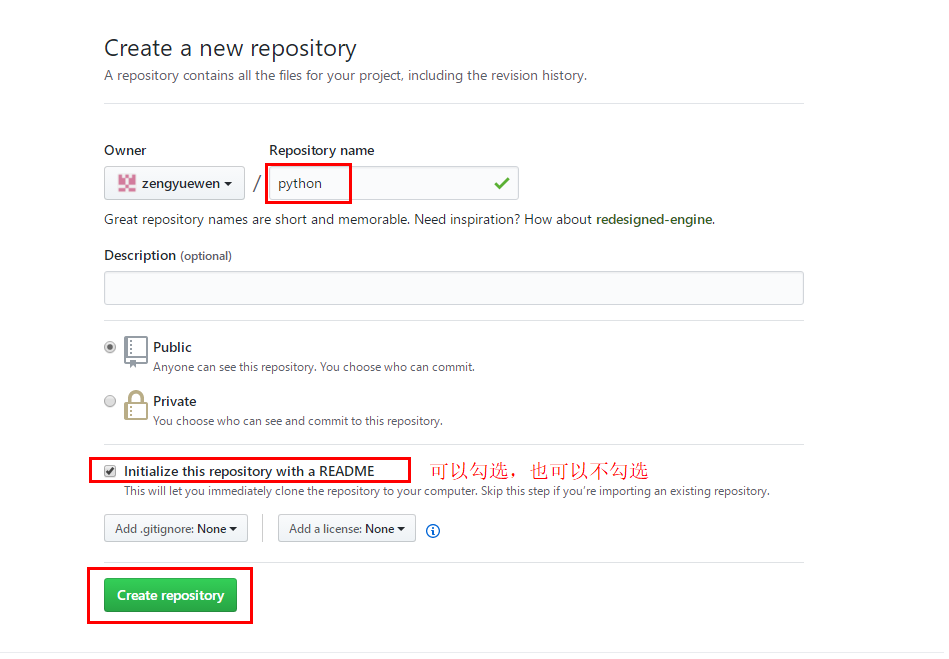 Create a new repository
A repository contains all the files for your project, including the revision history.
Owner Repository name
zengyuewen / python
Great repository names are short and memorable. Need inspiration? How about redesigned-engine.
Description (optional)
Public
Anyone can see this repository. You choose who can commit.
Private
You choose who can see and commit to this repository.
Initialize this repository with a README 可以勾选，也可以不勾选
This will let you immediately clone the repository to your computer. Skip this step if you're importing an existing repository.
Add .gitignore: None Add a license: None
Create repository